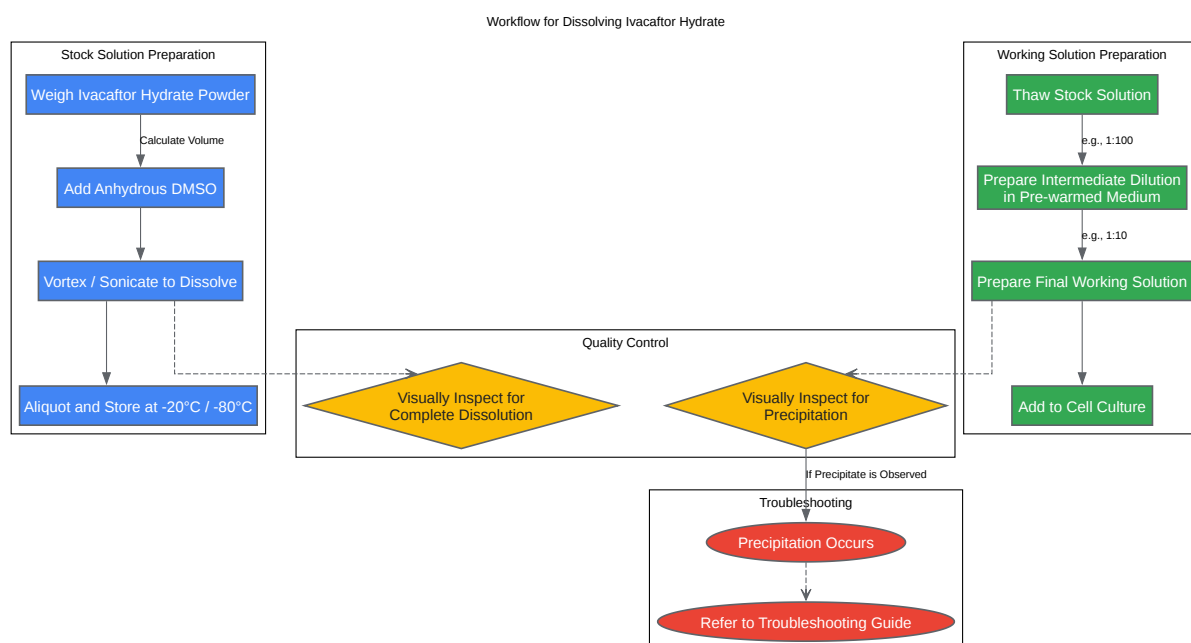 Workflow for Dissolving Ivacaftor Hydrate
Stock Solution Preparation
Weigh Ivacaftor Hydrate Powder
Calculate Volume
Add Anhydrous DMSO
Vortex / Sonicate to Dissolve
Aliquot and Store at -20°C / -80°C
Working Solution Preparation
Thaw Stock Solution
e.g., 1:100
Prepare Intermediate Dilution
in Pre-warmed Medium
e.g., 1:10
Prepare Final Working Solution
Add to Cell Culture
Quality Control
Visually Inspect for
Complete Dissolution
Visually Inspect for
Precipitation
If Precipitate is Observed
Troubleshooting
Precipitation Occurs
Refer to Troubleshooting Guide